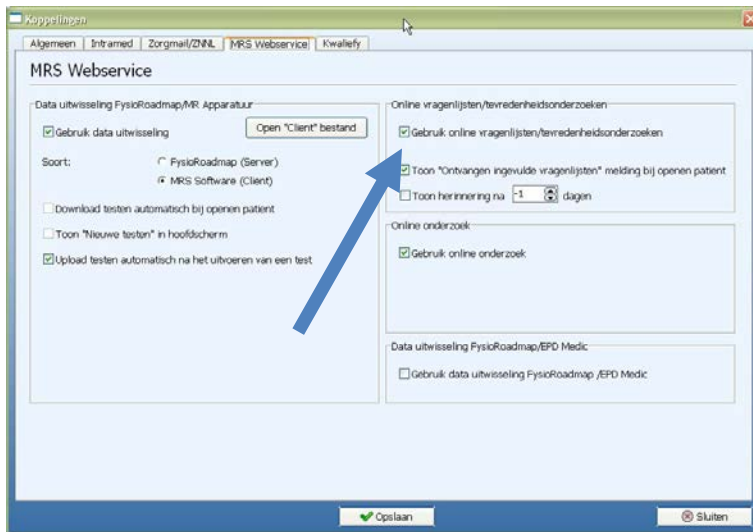 Koppelingen
Algemeen Intramed Zorgmail/ZNNL MRS Webservice Kwaliefy
MRS Webservice
Data uitwisseling FysioRoadmap/MR Apparatuur
Gebruik data uitwisseling
Open "Client" bestand
Soort:
FysioRoadmap (Server)
MRS Software (Client)
Download testen automatisch bij openen patient
Toon "Nieuwe testen" in hoofdscherm
Upload testen automatisch na het uitvoeren van een test
Online vragenlijsten/tevredenheidsonderzoeken
Gebruik online vragenlijsten/tevredenheidsonderzoeken
Toon "Ontvangen ingevulde vragenlijsten" melding bij openen patient
Toon herinnering na -1 dagen
Online onderzoek
Gebruik online onderzoek
Data uitwisseling FysioRoadmap/EPD Medic
Gebruik data uitwisseling FysioRoadmap /EPD Medic
Opslaan
Sluiten